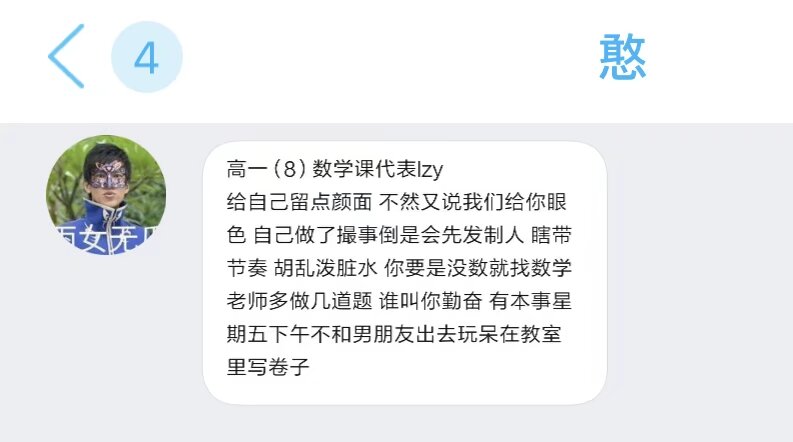 4
憨
高一（8）数学课代表lzy
给自己留点颜面 不然又说我们给你眼
色 自己做了撮事倒是会先发制人 瞎带
节奏 胡乱泼脏水 你要是没数就找数学
老师多做几道题 谁叫你勤奋 有本事星
期五下午不和男朋友出去玩呆在教室
里写卷子
女无